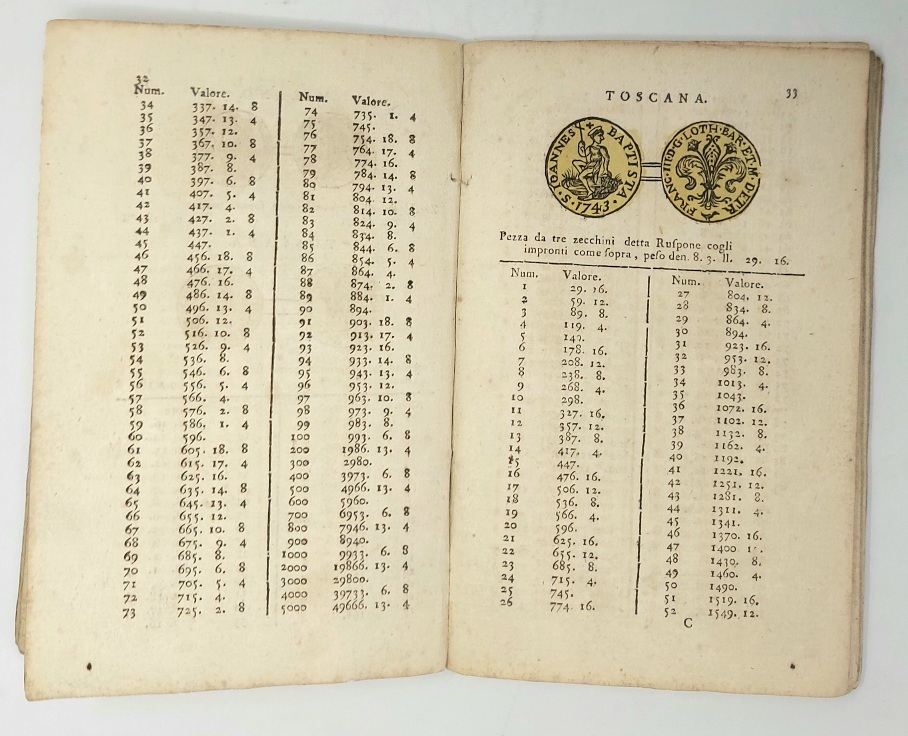 32
Num. Valore.
34 337. 14. 8
35 347. 13. 4
36 357. 12.
37 367. 10. 8
38 377. 9. 4
39 387. 8.
40 397. 6. 8
41 407. 5. 4
42 417. 4.
43 427. 2. 8
44 437. 1. 4
45 447.
46 456. 18. 8
47 466. 17. 4
48 476. 16.
49 486. 14. 8
50 496. 13. 4
51 506. 12.
52 516. 10. 8
53 526. 9. 4
54 536. 8.
55 546. 6. 8
56 556. 5. 4
57 566. 4.
58 576. 2. 8
59 586. 1. 4
60 596.
61 605. 18. 8
62 615. 17. 4
63 625. 16.
64 635. 14. 8
65 645. 13. 4
66 655. 12.
67 665. 10. 8
68 675. 9. 4
69 685. 8.
70 695. 6. 8
71 705. 5. 4
72 715. 4.
73 725. 2. 8
Num. Valore.
74 735. 1. 4
75 745.
76 754. 18. 8
77 764. 17. 4
78 774. 16.
79 784. 14. 8
80 794. 13. 4
81 804. 12.
82 814. 10. 8
83 824. 9. 4
84 834. 8.
85 844. 6. 8
86 854. 5. 4
87 864. 4.
88 874. 2. 8
89 884. 1. 4
90 894.
91 903. 18. 8
92 913. 17. 4
93 923. 16.
94 933. 14. 8
95 943. 13. 4
96 953. 12.
97 963. 10. 8
98 973. 9. 4
99 983. 8.
100 993. 6. 8
200 1986. 13. 4
300 2980.
400 3973. 6. 8
500 4966. 13. 4
600 5960.
700 6953. 6. 8
800 7946. 13. 4
900 8940.
1000 9933. 6. 8
2000 19866. 13. 4
3000 29800.
4000 39733. 6. 8
5000 49666. 13. 4
TOSCANA. 33
S·IOANNES BAPTISTA·
1743·
FRANC·III·D·G·LOTH·BAR·ET·M·D·ETR
Pezza da tre zecchini detta Ruſpone cogli
impronti come ſopra, peſo den. 8. 3. ll. 29. 16.
Num. Valore.
1 29. 16.
2 59. 12.
3 89. 8.
4 119. 4.
5 149.
6 178. 16.
7 208. 12.
8 238. 8.
9 268. 4.
10 298.
11 327. 16.
12 357. 12.
13 387. 8.
14 417. 4.
15 447.
16 476. 16.
17 506. 12.
18 536. 8.
19 566. 4.
20 596.
21 625. 16.
22 655. 12.
23 685. 8.
24 715. 4.
25 745.
26 774. 16.
Num. Valore.
27 804. 12.
28 834. 8.
29 864. 4.
30 894.
31 923. 16.
32 953. 12.
33 983. 8.
34 1013. 4.
35 1043.
36 1072. 16.
37 1102. 12.
38 1132. 8.
39 1162. 4.
40 1192.
41 1221. 16.
42 1251. 12.
43 1281. 8.
44 1311. 4.
45 1341.
46 1370. 16.
47 1400
48 1430. 8.
49 1460. 4.
50 1490.
51 1519. 16.
52 1549. 12.
C